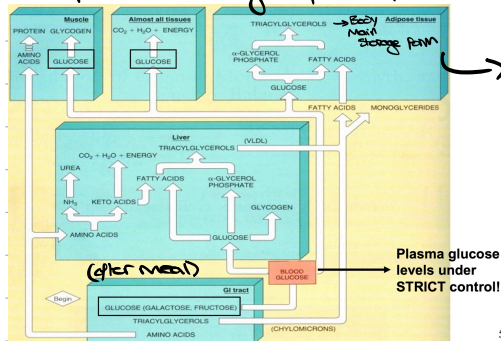 Muscle
PROTEIN GLYCOGEN
AMINO
ACIDS
GLUCOSE
Almost all tissues
CO₂ + H₂O + ENERGY
GLUCOSE
Adipose tissue
TRIACYLGLYCEROLS → Body
main
storage form
α-GLYCEROL
PHOSPHATE
FATTY ACIDS
GLUCOSE
FATTY ACIDS
MONOGLYCERIDES
Liver
TRIACYLGLYCEROLS
(VLDL)
CO₂ + H₂O + ENERGY
UREA
FATTY ACIDS
α-GLYCEROL
PHOSPHATE
NH₃
KETO ACIDS
GLYCOGEN
AMINO ACIDS
GLUCOSE
BLOOD
GLUCOSE
Plasma glucose
levels under
STRICT control!
(after meal)
GI tract
Begin
GLUCOSE (GALACTOSE, FRUCTOSE)
TRIACYLGLYCEROLS
(CHYLOMICRONS)
AMINO ACIDS